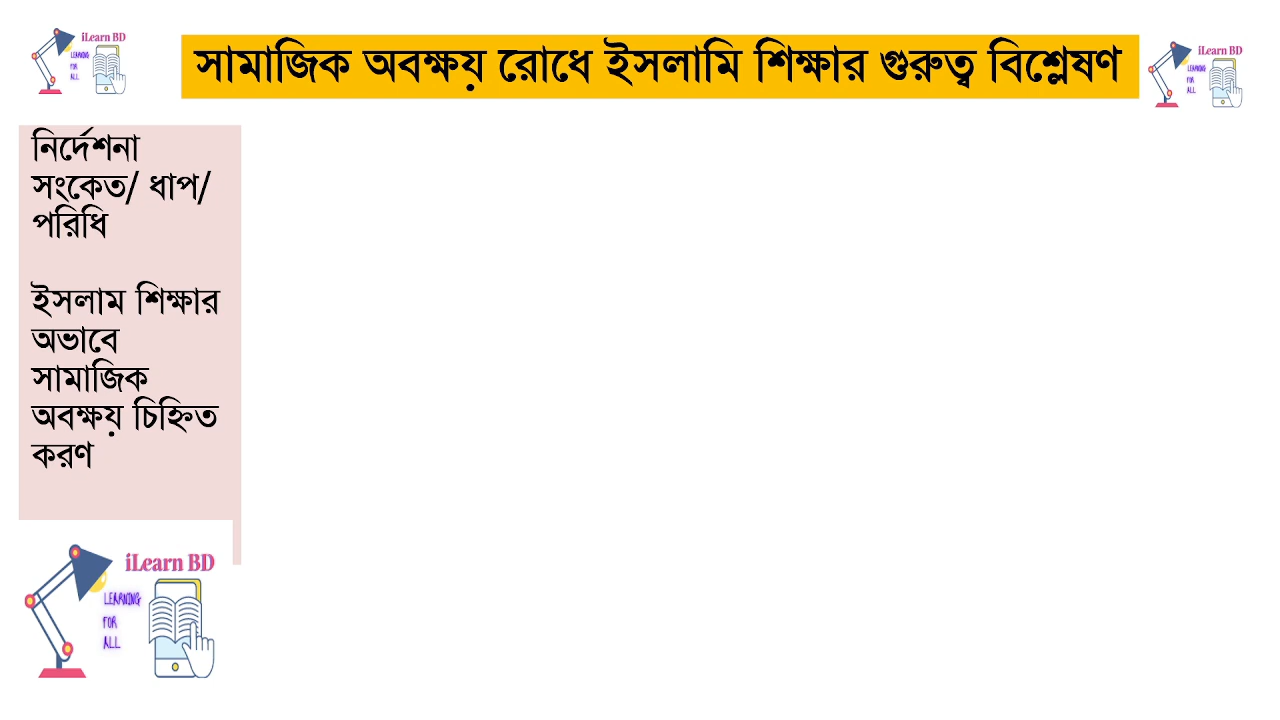 iLearn BD
LEARNING
FOR
ALL
সামাজিক অবক্ষয় রোধে ইসলামি শিক্ষার গুরুত্ব বিশ্লেষণ
iLearn BD
LEARNING
FOR
ALL
নির্দেশনা
সংকেত/ ধাপ/
পরিধি
ইসলাম শিক্ষার
অভাবে
সামাজিক
অবক্ষয় চিহ্নিত
করণ
iLearn BD
LEARNING
FOR
ALL